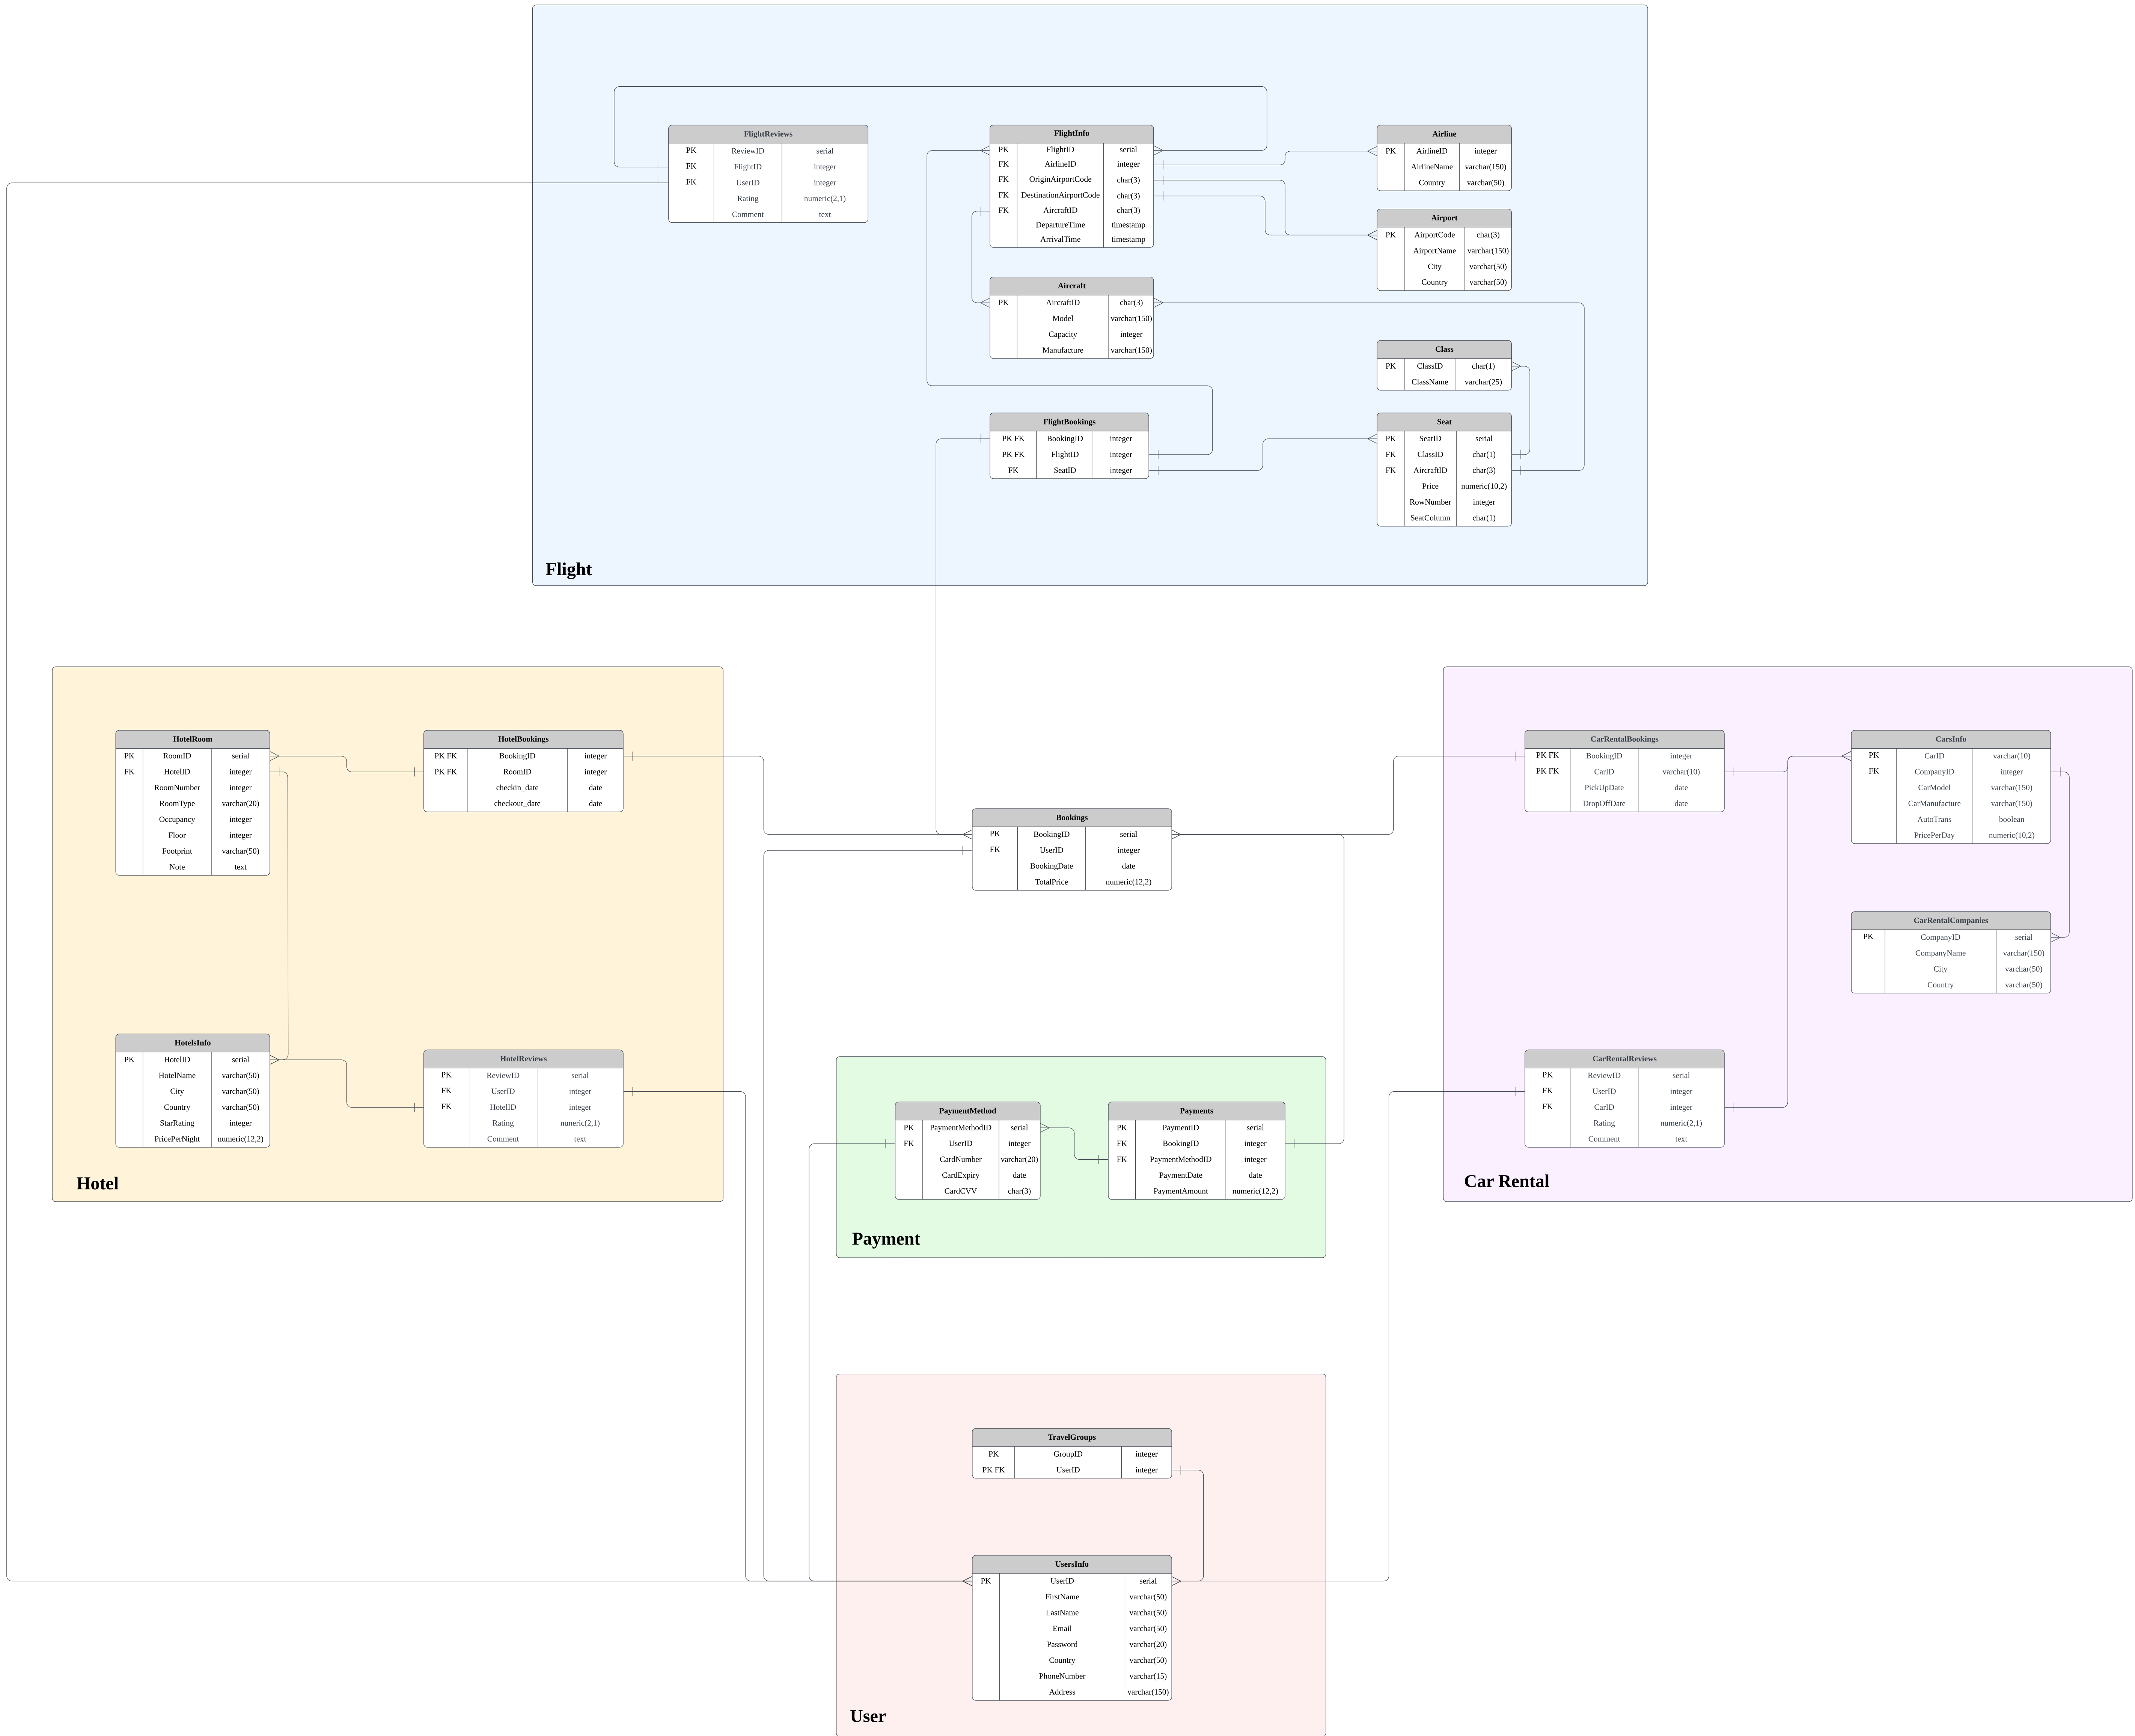 FlightReviews
PK ReviewID serial
FK FlightID integer
FK UserID integer
Rating numeric(2,1)
Comment text
FlightInfo
PK FlightID serial
FK AirlineID integer
FK OriginAirportCode char(3)
FK DestinationAirportCode char(3)
FK AircraftID char(3)
DepartureTime timestamp
ArrivalTime timestamp
Airline
PK AirlineID integer
AirlineName varchar(150)
Country varchar(50)
Airport
PK AirportCode char(3)
AirportName varchar(150)
City varchar(50)
Country varchar(50)
Aircraft
PK AircraftID char(3)
Model varchar(150)
Capacity integer
Manufacture varchar(150)
Class
PK ClassID char(1)
ClassName varchar(25)
FlightBookings
PK FK BookingID integer
PK FK FlightID integer
FK SeatID integer
Seat
PK SeatID serial
FK ClassID char(1)
FK AircraftID char(3)
Price numeric(10,2)
RowNumber integer
SeatColumn char(1)
Flight
HotelRoom
PK RoomID serial
FK HotelID integer
RoomNumber integer
RoomType varchar(20)
Occupancy integer
Floor integer
Footprint varchar(50)
Note text
HotelBookings
PK FK BookingID integer
PK FK RoomID integer
checkin_date date
checkout_date date
HotelsInfo
PK HotelID serial
HotelName varchar(50)
City varchar(50)
Country varchar(50)
StarRating integer
PricePerNight numeric(12,2)
HotelReviews
PK ReviewID serial
FK UserID integer
FK HotelID integer
Rating nuneric(2,1)
Comment text
Hotel
Bookings
PK BookingID serial
FK UserID integer
BookingDate date
TotalPrice numeric(12,2)
CarRentalBookings
PK FK BookingID integer
PK FK CarID varchar(10)
PickUpDate date
DropOffDate date
CarsInfo
PK CarID varchar(10)
FK CompanyID integer
CarModel varchar(150)
CarManufacture varchar(150)
AutoTrans boolean
PricePerDay numeric(10,2)
CarRentalCompanies
PK CompanyID serial
CompanyName varchar(150)
City varchar(50)
Country varchar(50)
CarRentalReviews
PK ReviewID serial
FK UserID integer
FK CarID integer
Rating numeric(2,1)
Comment text
Car Rental
PaymentMethod
PK PaymentMethodID serial
FK UserID integer
CardNumber varchar(20)
CardExpiry date
CardCVV char(3)
Payments
PK PaymentID serial
FK BookingID integer
FK PaymentMethodID integer
PaymentDate date
PaymentAmount numeric(12,2)
Payment
TravelGroups
PK GroupID integer
PK FK UserID integer
UsersInfo
PK UserID serial
FirstName varchar(50)
LastName varchar(50)
Email varchar(50)
Password varchar(20)
Country varchar(50)
PhoneNumber varchar(15)
Address varchar(150)
User